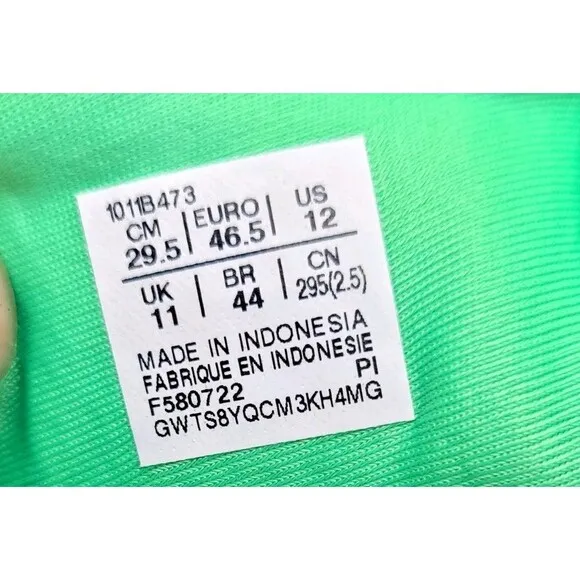 1011B473
CM | EURO | US
29.5 | 46.5 | 12
UK | BR | CN
11 | 44 | 295(2.5)
MADE IN INDONESIA
FABRIQUE EN INDONESIE
F580722 PI
GWTS8YQCM3KH4MG